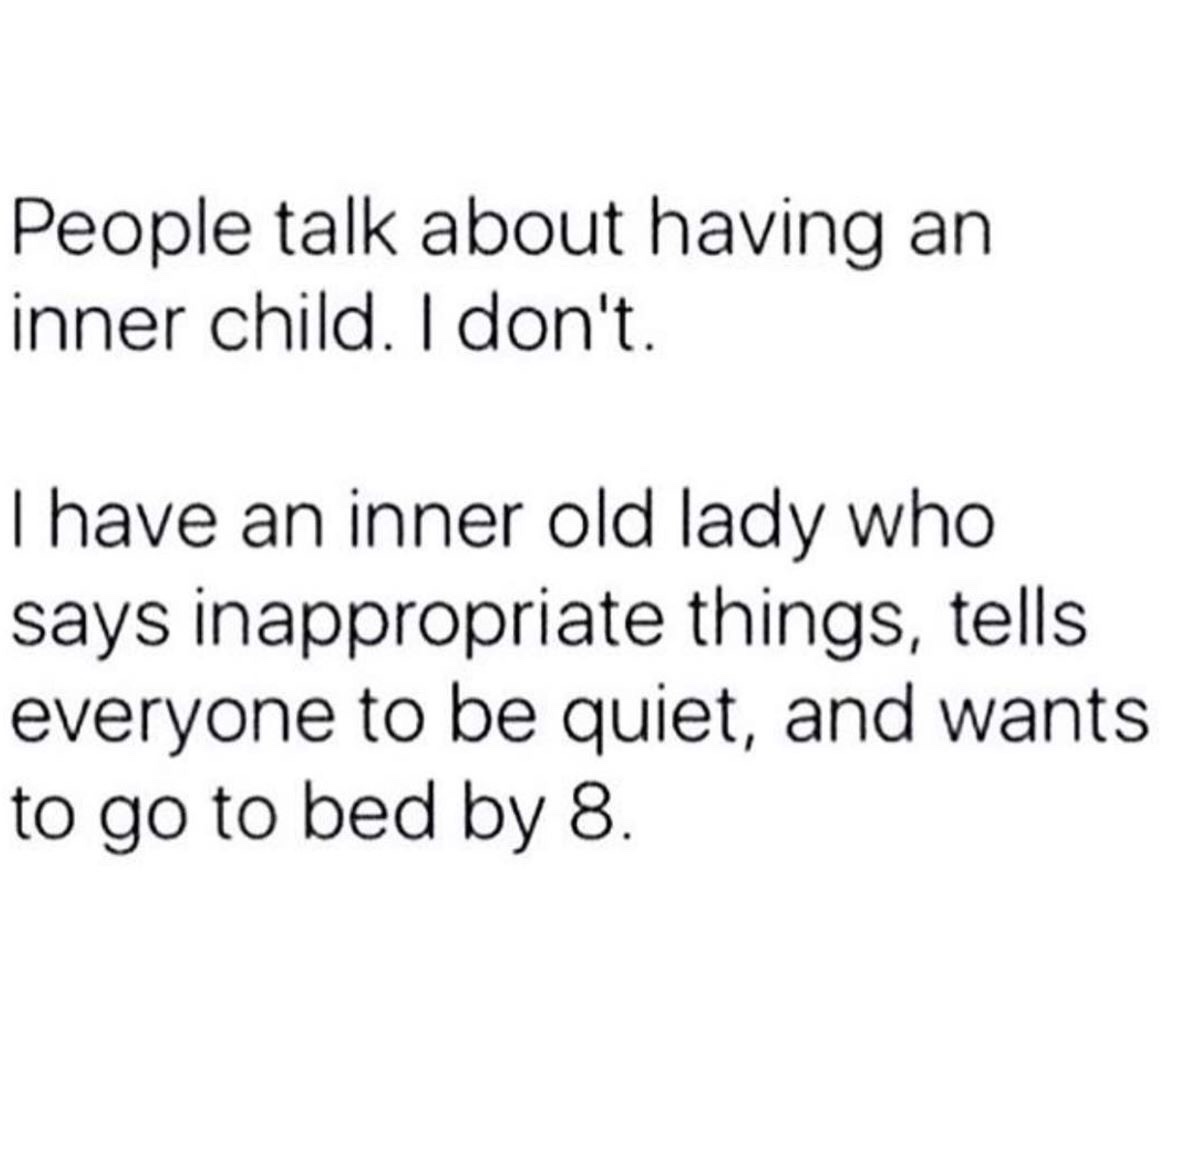 People talk about having an
inner child. I don't.
I have an inner old lady who
says inappropriate things, tells
everyone to be quiet, and wants
to go to bed by 8.